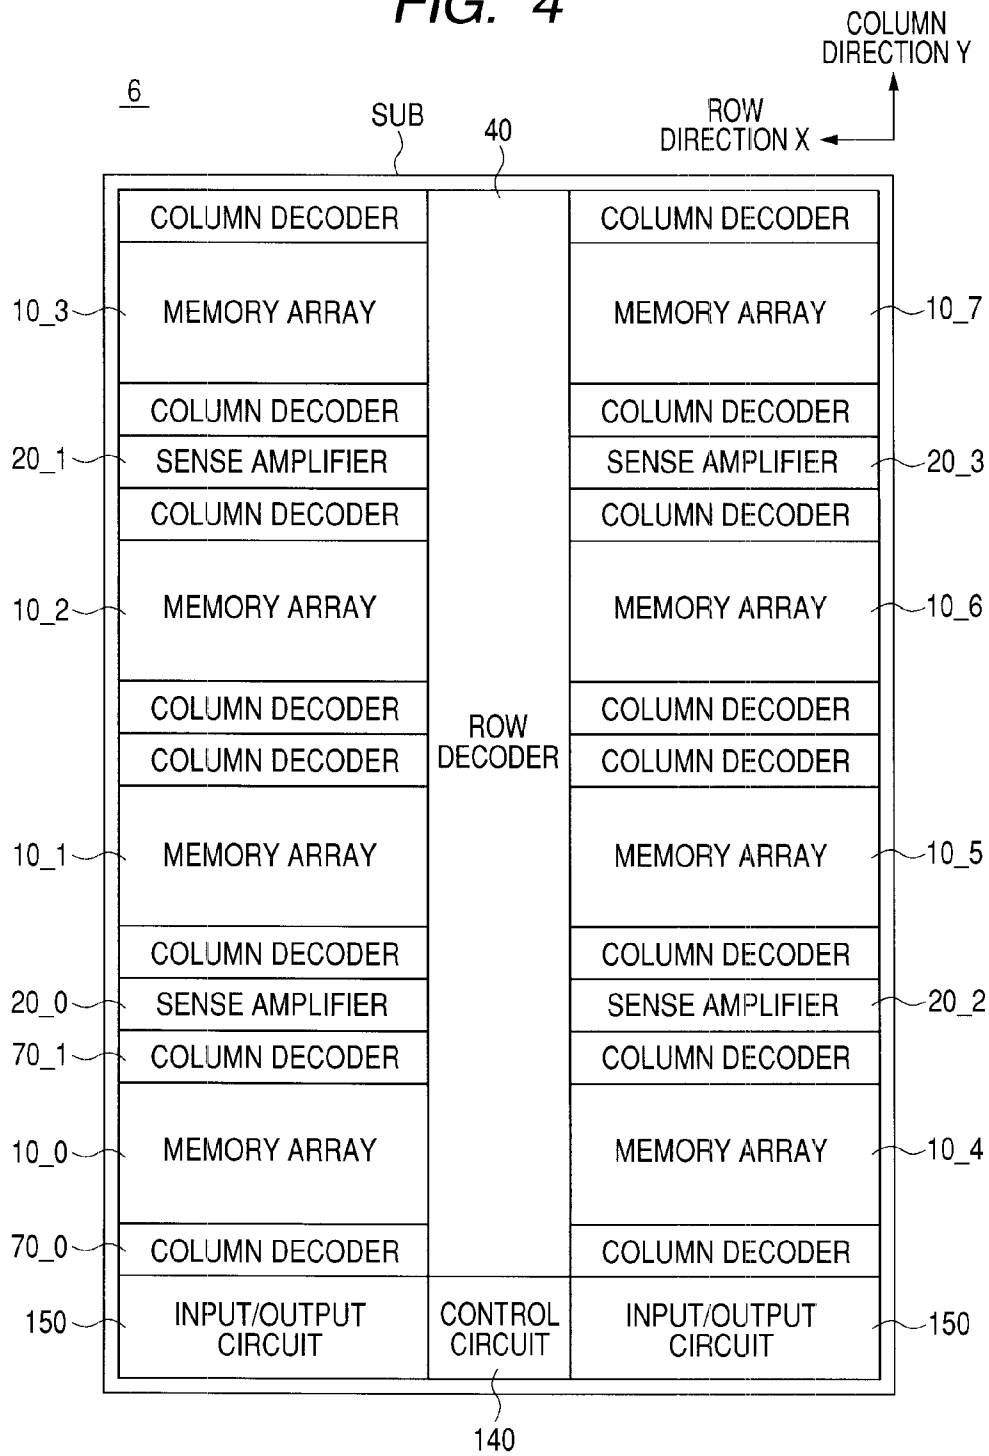 FIG. 4
COLUMN
DIRECTION Y
ROW
DIRECTION X
6
SUB
40
COLUMN DECODER
COLUMN DECODER
10_3
MEMORY ARRAY
MEMORY ARRAY
10_7
COLUMN DECODER
COLUMN DECODER
20_1
SENSE AMPLIFIER
SENSE AMPLIFIER
20_3
COLUMN DECODER
COLUMN DECODER
10_2
MEMORY ARRAY
MEMORY ARRAY
10_6
COLUMN DECODER
COLUMN DECODER
ROW
DECODER
COLUMN DECODER
COLUMN DECODER
10_1
MEMORY ARRAY
MEMORY ARRAY
10_5
COLUMN DECODER
COLUMN DECODER
20_0
SENSE AMPLIFIER
SENSE AMPLIFIER
20_2
70_1
COLUMN DECODER
COLUMN DECODER
10_0
MEMORY ARRAY
MEMORY ARRAY
10_4
70_0
COLUMN DECODER
COLUMN DECODER
150
INPUT/OUTPUT
CIRCUIT
CONTROL
CIRCUIT
INPUT/OUTPUT
CIRCUIT
150
140